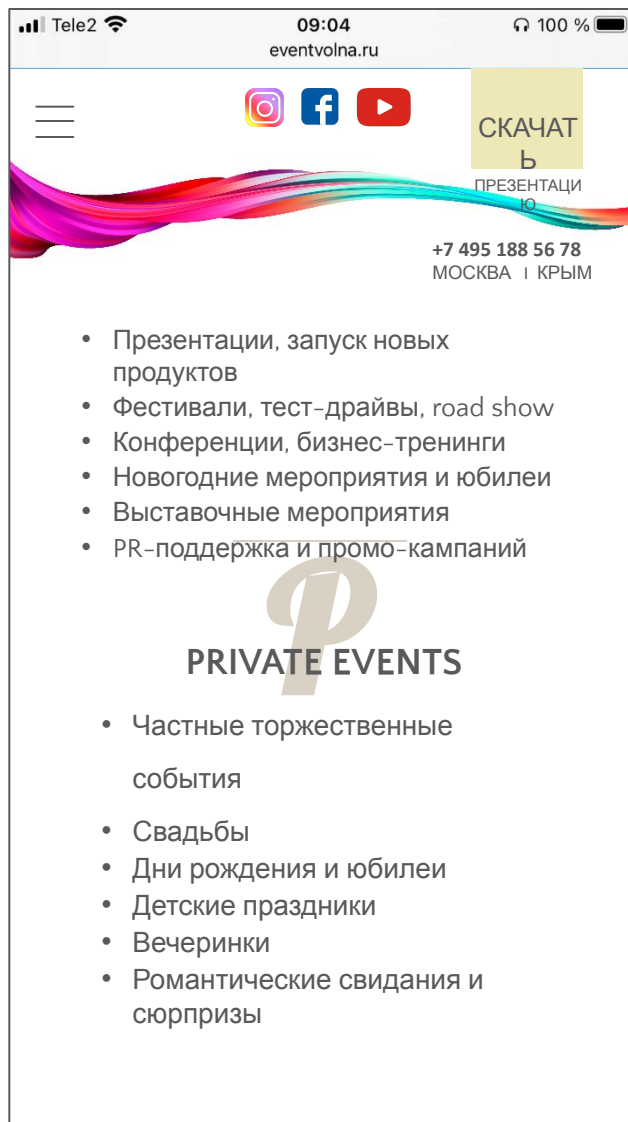 Tele2 09:04 100 %
eventvolna.ru
СКАЧАТ
Ь
ПРЕЗЕНТАЦИ
Ю
+7 495 188 56 78
МОСКВА I КРЫМ
• Презентации, запуск новых
продуктов
• Фестивали, тест-драйвы, road show
• Конференции, бизнес-тренинги
• Новогодние мероприятия и юбилеи
• Выставочные мероприятия
• PR-поддержка и промо-кампаний
P
PRIVATE EVENTS
• Частные торжественные
события
• Свадьбы
• Дни рождения и юбилеи
• Детские праздники
• Вечеринки
• Романтические свидания и
сюрпризы